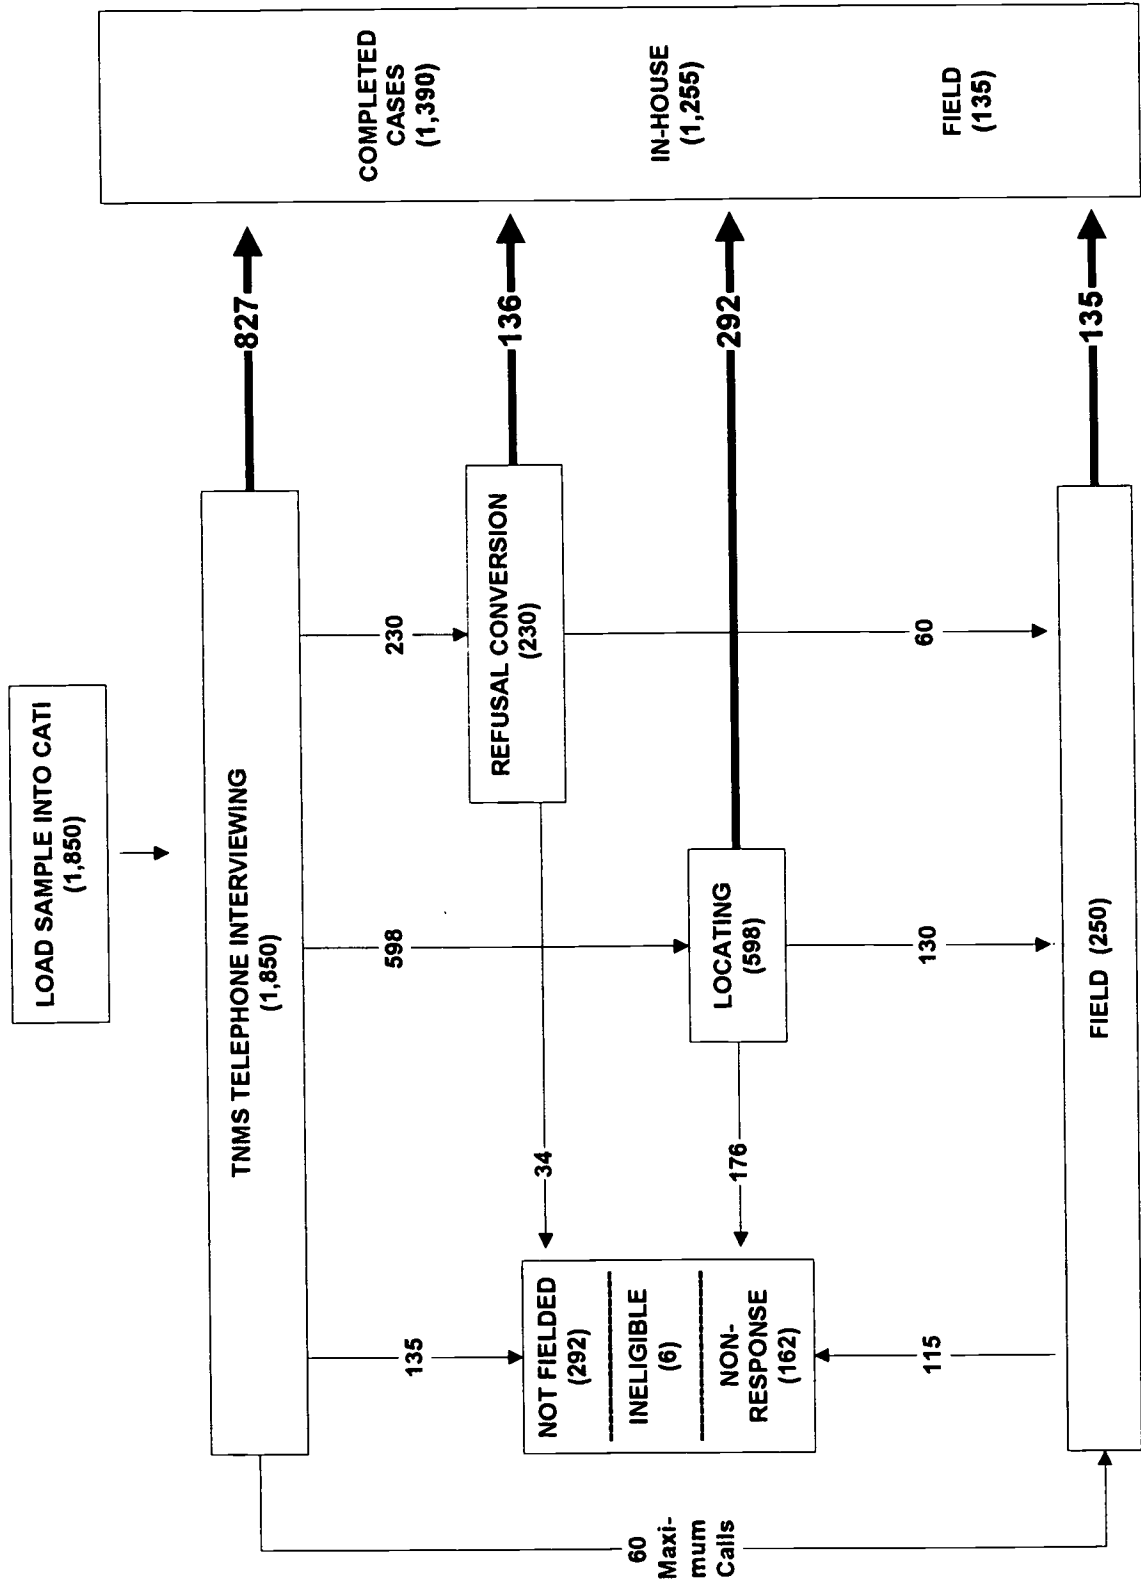 LOAD SAMPLE INTO CATI
(1,850)
TNMS TELEPHONE INTERVIEWING
(1,850)
827
230
598
135
60
Maxi-
mum
Calls
REFUSAL CONVERSION
(230)
136
34
60
LOCATING
(598)
292
176
130
NOT FIELDED
(292)
INELIGIBLE
(6)
NON-
RESPONSE
(162)
115
FIELD (250)
135
COMPLETED
CASES
(1,390)
IN-HOUSE
(1,255)
FIELD
(135)